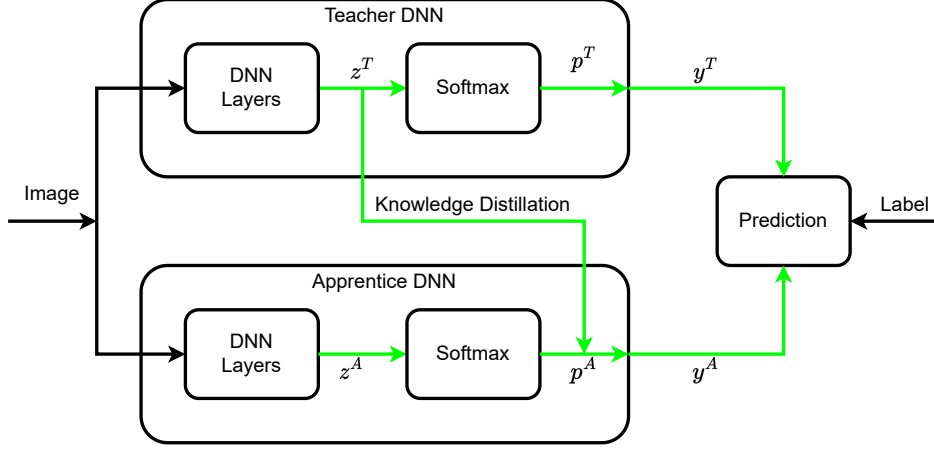 Teacher DNN
DNN
Layers
z^T
Softmax
p^T
y^T
Image
Knowledge Distillation
Prediction
Label
Apprentice DNN
DNN
Layers
z^A
Softmax
p^A
y^A